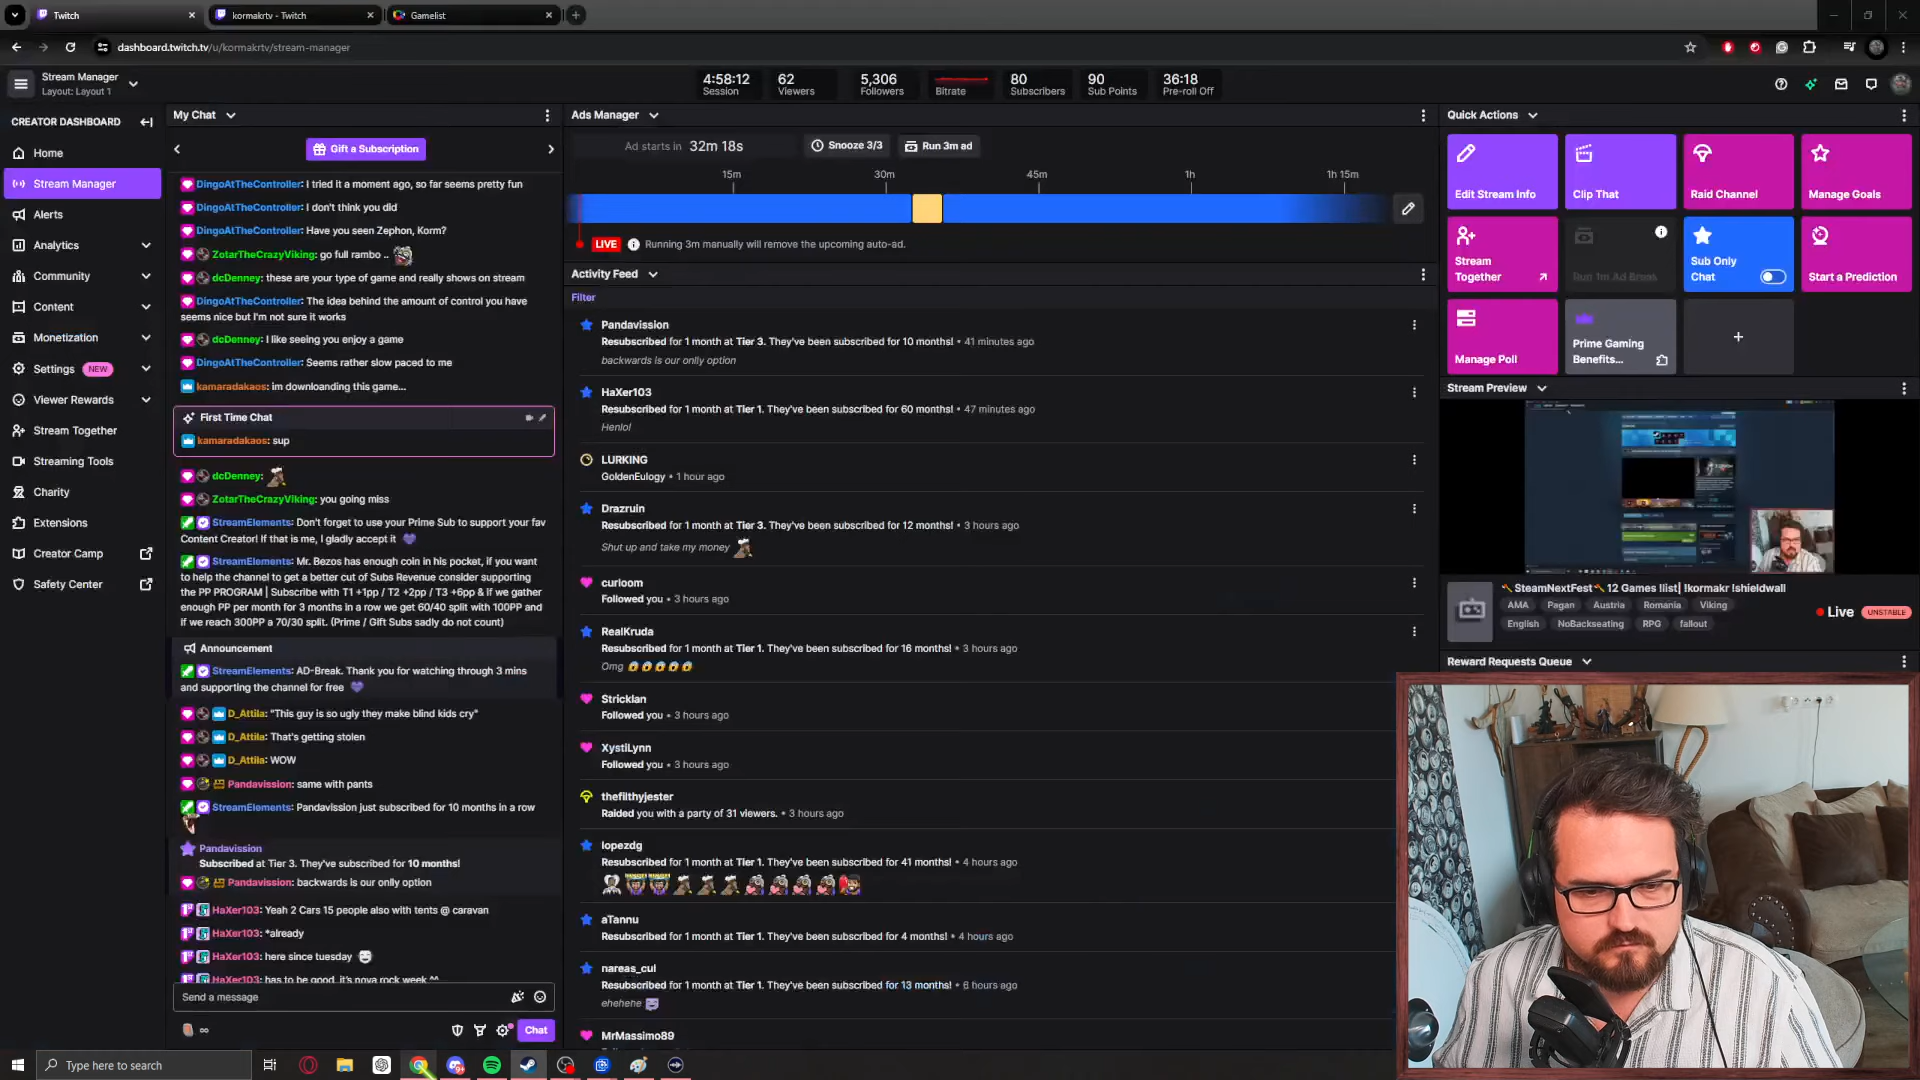 Twitch
kormakrtv - Twitch
Gamelist
dashboard.twitch.tv/u/kormakrtv/stream-manager
Stream Manager
Layout: Layout 1
4:58:12
Session
62
Viewers
5,306
Followers
Bitrate
80
Subscribers
90
Sub Points
36:18
Pre-roll Off
CREATOR DASHBOARD
Home
Stream Manager
Alerts
Analytics
Community
Content
Monetization
Settings NEW
Viewer Rewards
Stream Together
Streaming Tools
Charity
Extensions
Creator Camp
Safety Center
My Chat
Gift a Subscription
DingoAtTheController: I tried it a moment ago, so far seems pretty fun
DingoAtTheController: I don't think you did
DingoAtTheController: Have you seen Zephon, Korm?
ZotarTheCrazyViking: go full rambo ..
dcDenney: these are your type of game and really shows on stream
DingoAtTheController: The idea behind the amount of control you have
seems nice but I'm not sure it works
dcDenney: I like seeing you enjoy a game
DingoAtTheController: Seems rather slow paced to me
kamaradakaos: im downloanding this game...
First Time Chat
kamaradakaos: sup
dcDenney:
ZotarTheCrazyViking: you going miss
StreamElements: Don't forget to use your Prime Sub to support your fav
Content Creator! If that is me, I gladly accept it
StreamElements: Mr. Bezos has enough coin in his pocket, if you want
to help the channel to get a better cut of Subs Revenue consider supporting
the PP PROGRAM | Subscribe with T1 +1pp / T2 +2pp / T3 +6pp & if we gather
enough PP per month for 3 months in a row we get 60/40 split with 100PP and
if we reach 300PP a 70/30 split. (Prime / Gift Subs sadly do not count)
Announcement
StreamElements: AD-Break. Thank you for watching through 3 mins
and supporting the channel for free
D_Attila: "This guy is so ugly they make blind kids cry"
D_Attila: That's getting stolen
D_Attila: WOW
Pandavission: same with pants
StreamElements: Pandavission just subscribed for 10 months in a row
Pandavission
Subscribed at Tier 3. They've subscribed for 10 months!
Pandavission: backwards is our onlly option
HaXer103: Yeah 2 Cars 15 people also with tents @ caravan
HaXer103: *already
HaXer103: here since tuesday
HaXer103: has to be good, it's nova rock week ^^
Send a message
Chat
Ads Manager
Ad starts in 32m 18s
Snooze 3/3
Run 3m ad
15m
30m
45m
1h
1h 15m
LIVE
Running 3m manually will remove the upcoming auto-ad.
Activity Feed
Filter
Pandavission
Resubscribed for 1 month at Tier 3. They've been subscribed for 10 months! • 41 minutes ago
backwards is our onlly option
HaXer103
Resubscribed for 1 month at Tier 1. They've been subscribed for 60 months! • 47 minutes ago
Henlo!
LURKING
GoldenEulogy • 1 hour ago
Drazruin
Resubscribed for 1 month at Tier 3. They've been subscribed for 12 months! • 3 hours ago
Shut up and take my money
curioom
Followed you • 3 hours ago
RealKruda
Resubscribed for 1 month at Tier 1. They've been subscribed for 16 months! • 3 hours ago
Omg
Stricklan
Followed you • 3 hours ago
XystiLynn
Followed you • 3 hours ago
thefilthyjester
Raided you with a party of 31 viewers. • 3 hours ago
lopezdg
Resubscribed for 1 month at Tier 1. They've been subscribed for 41 months! • 4 hours ago
aTannu
Resubscribed for 1 month at Tier 1. They've been subscribed for 4 months! • 4 hours ago
nareas_cul
Resubscribed for 1 month at Tier 1. They've been subscribed for 13 months! • 6 hours ago
ehehehe
MrMassimo89
Quick Actions
Edit Stream Info
Clip That
Raid Channel
Manage Goals
Stream
Together
Run 1m Ad Break
Sub Only
Chat
Start a Prediction
Manage Poll
Prime Gaming
Benefits...
Stream Preview
SteamNextFest 12 Games !list| !kormakr !shieldwall
AMA
Pagan
Austria
Romania
Viking
English
NoBackseating
RPG
fallout
Live
UNSTABLE
Reward Requests Queue
Type here to search